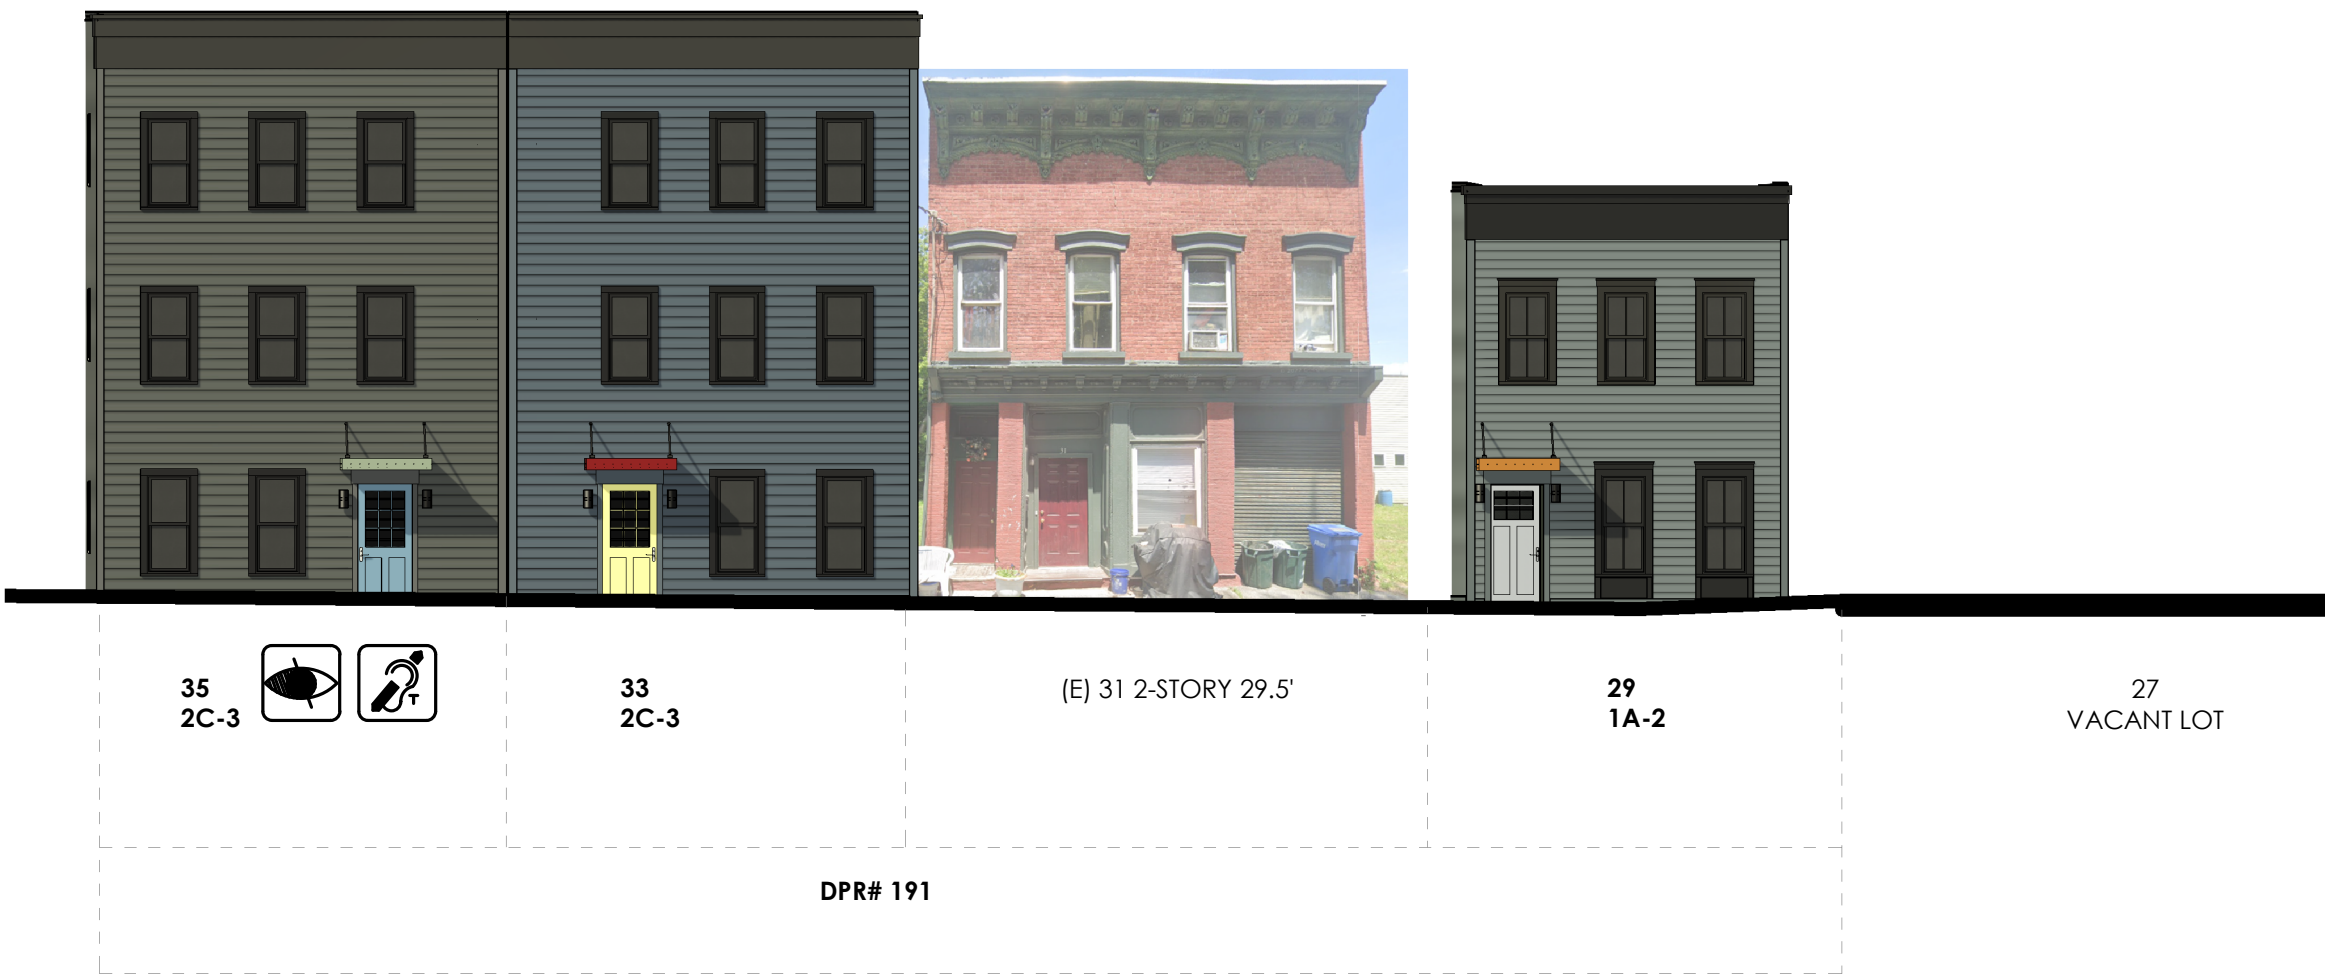 35
2C-3
T
33
2C-3
(E) 31 2-STORY 29.5'
29
1A-2
27
VACANT LOT
DPR# 191